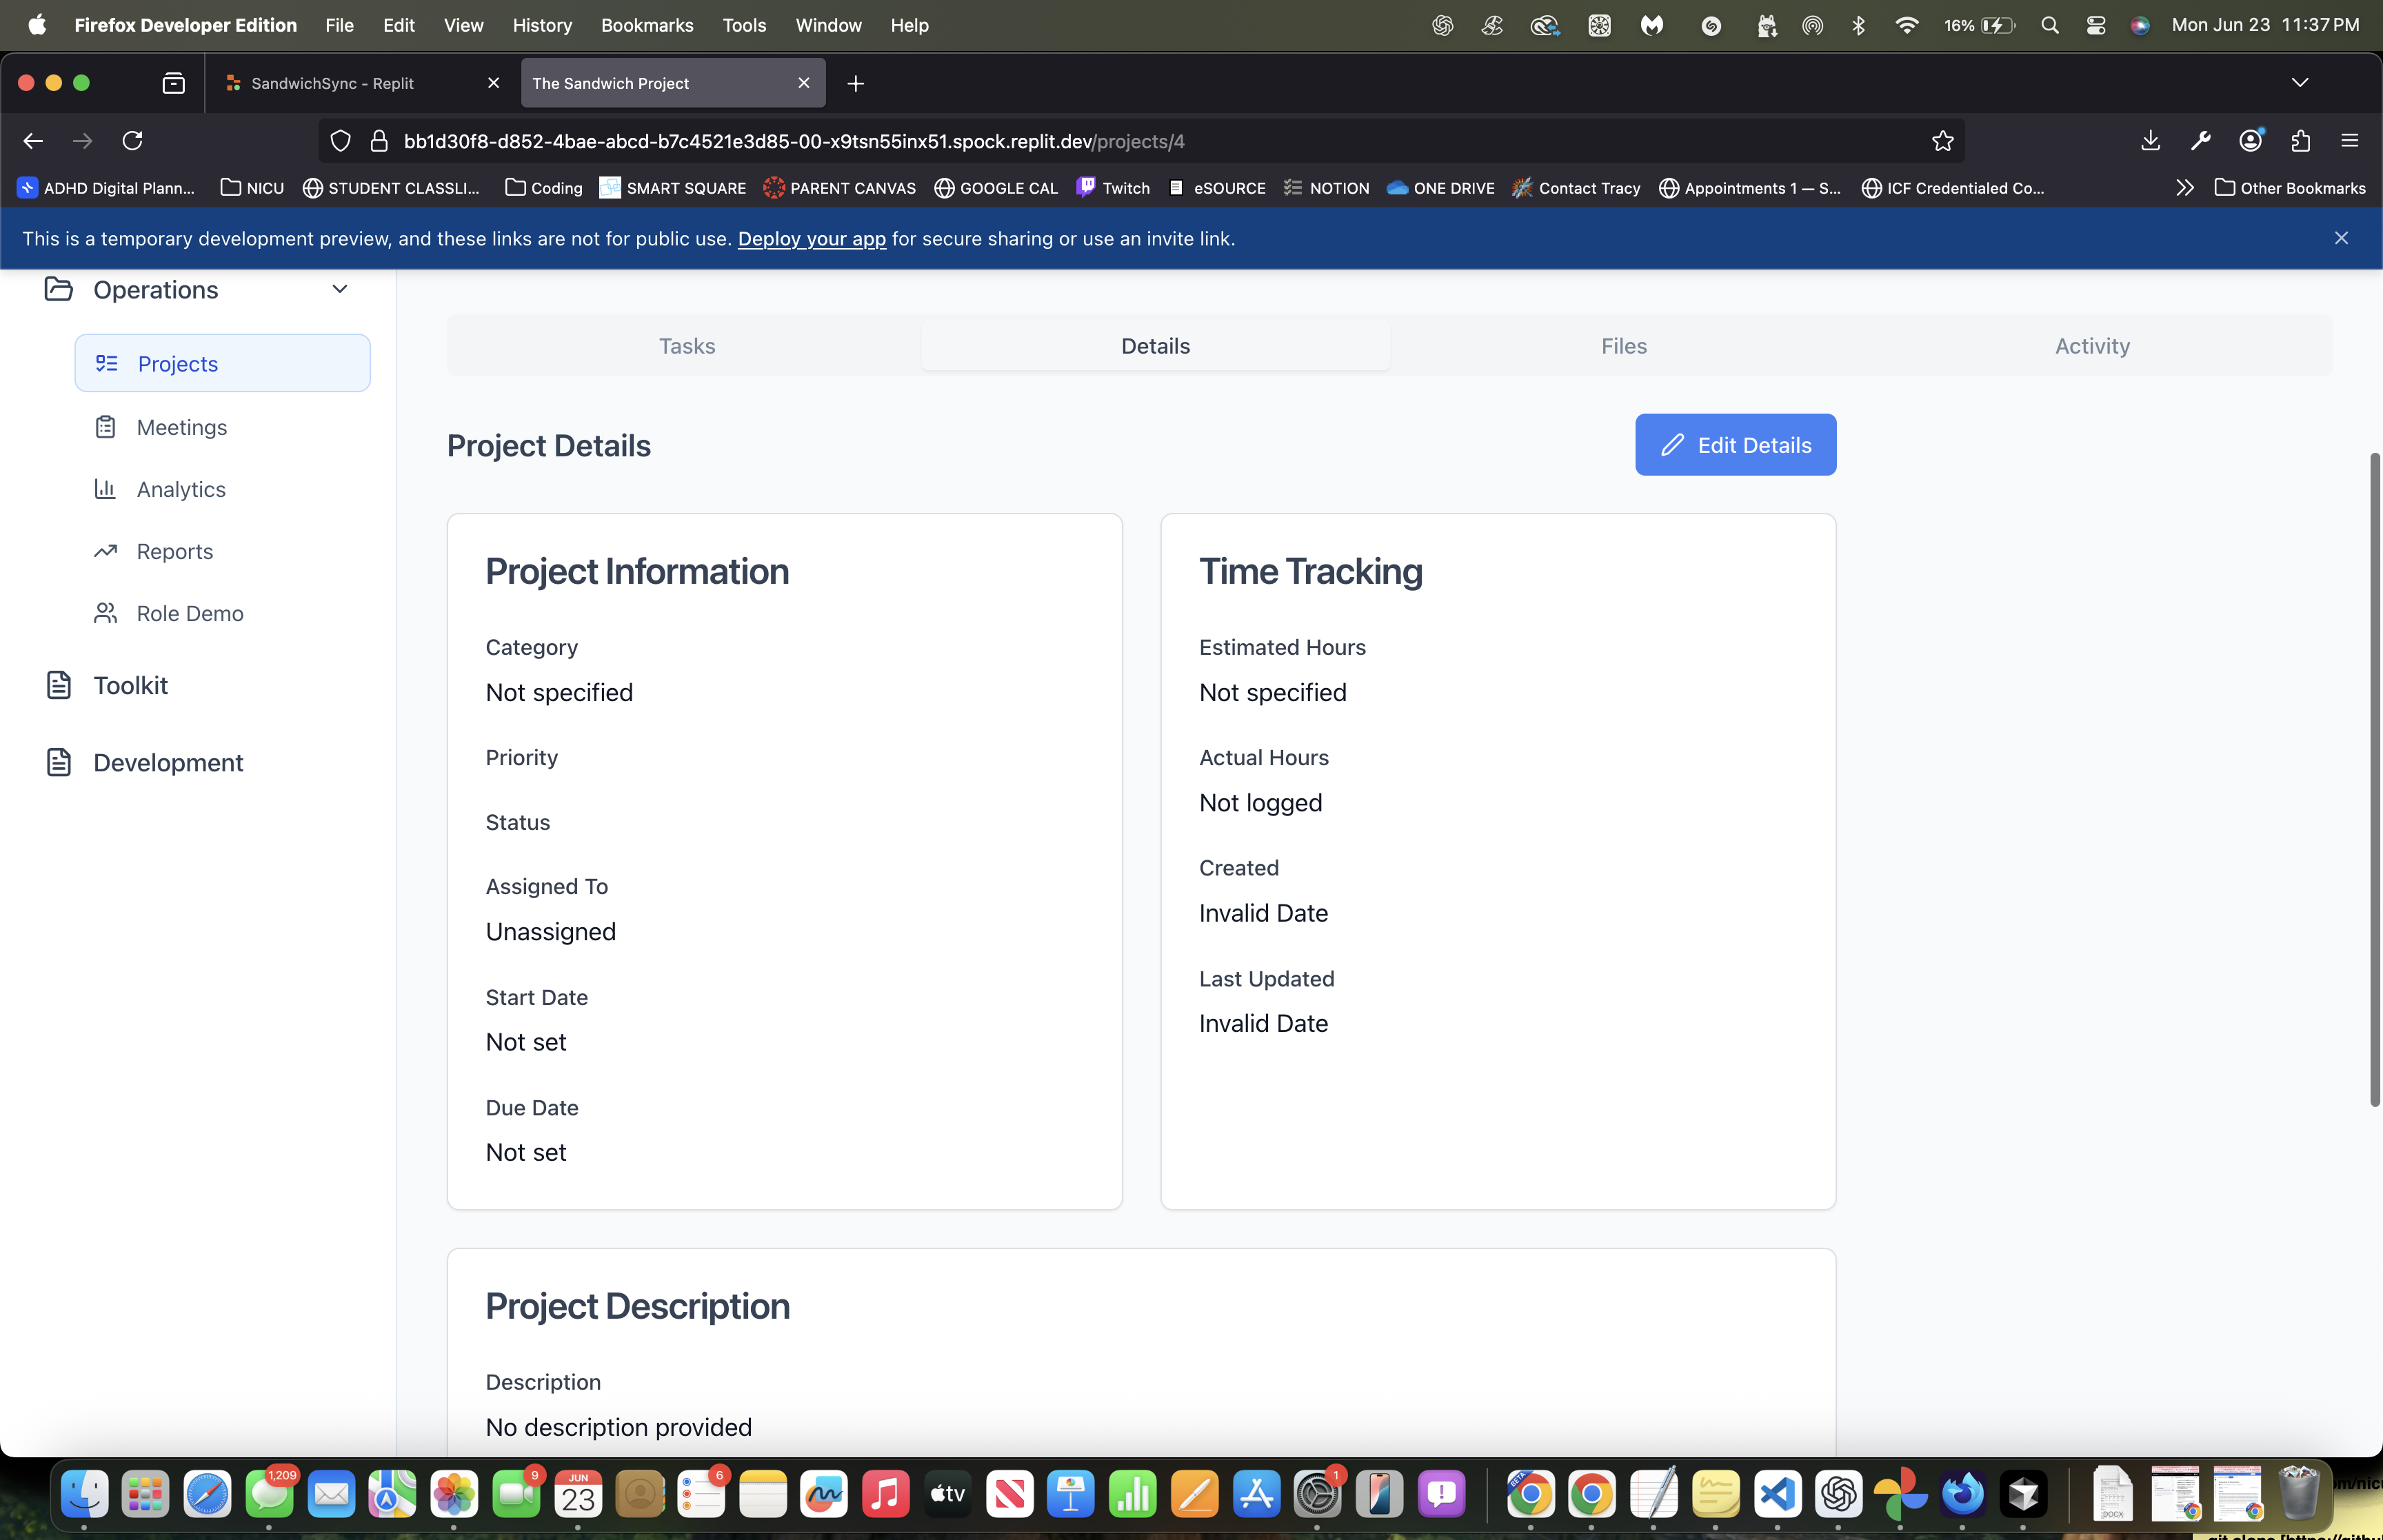 Firefox Developer Edition File Edit View History Bookmarks Tools Window Help 16% Mon Jun 23 11:37 PM
SandwichSync - Replit
The Sandwich Project
bb1d30f8-d852-4bae-abcd-b7c4521e3d85-00-x9tsn55inx51.spock.replit.dev/projects/4
ADHD Digital Plann... NICU STUDENT CLASSLI... Coding SMART SQUARE PARENT CANVAS GOOGLE CAL Twitch eSOURCE NOTION ONE DRIVE Contact Tracy Appointments 1 — S... ICF Credentialed Co... Other Bookmarks
This is a temporary development preview, and these links are not for public use. Deploy your app for secure sharing or use an invite link.
Operations
Projects
Meetings
Analytics
Reports
Role Demo
Toolkit
Development
Tasks Details Files Activity
Project Details
Edit Details
Project Information
Category
Not specified
Priority
Status
Assigned To
Unassigned
Start Date
Not set
Due Date
Not set
Time Tracking
Estimated Hours
Not specified
Actual Hours
Not logged
Created
Invalid Date
Last Updated
Invalid Date
Project Description
Description
No description provided
1,209
9
JUN
23
6
tv
1
BETA
DOCX